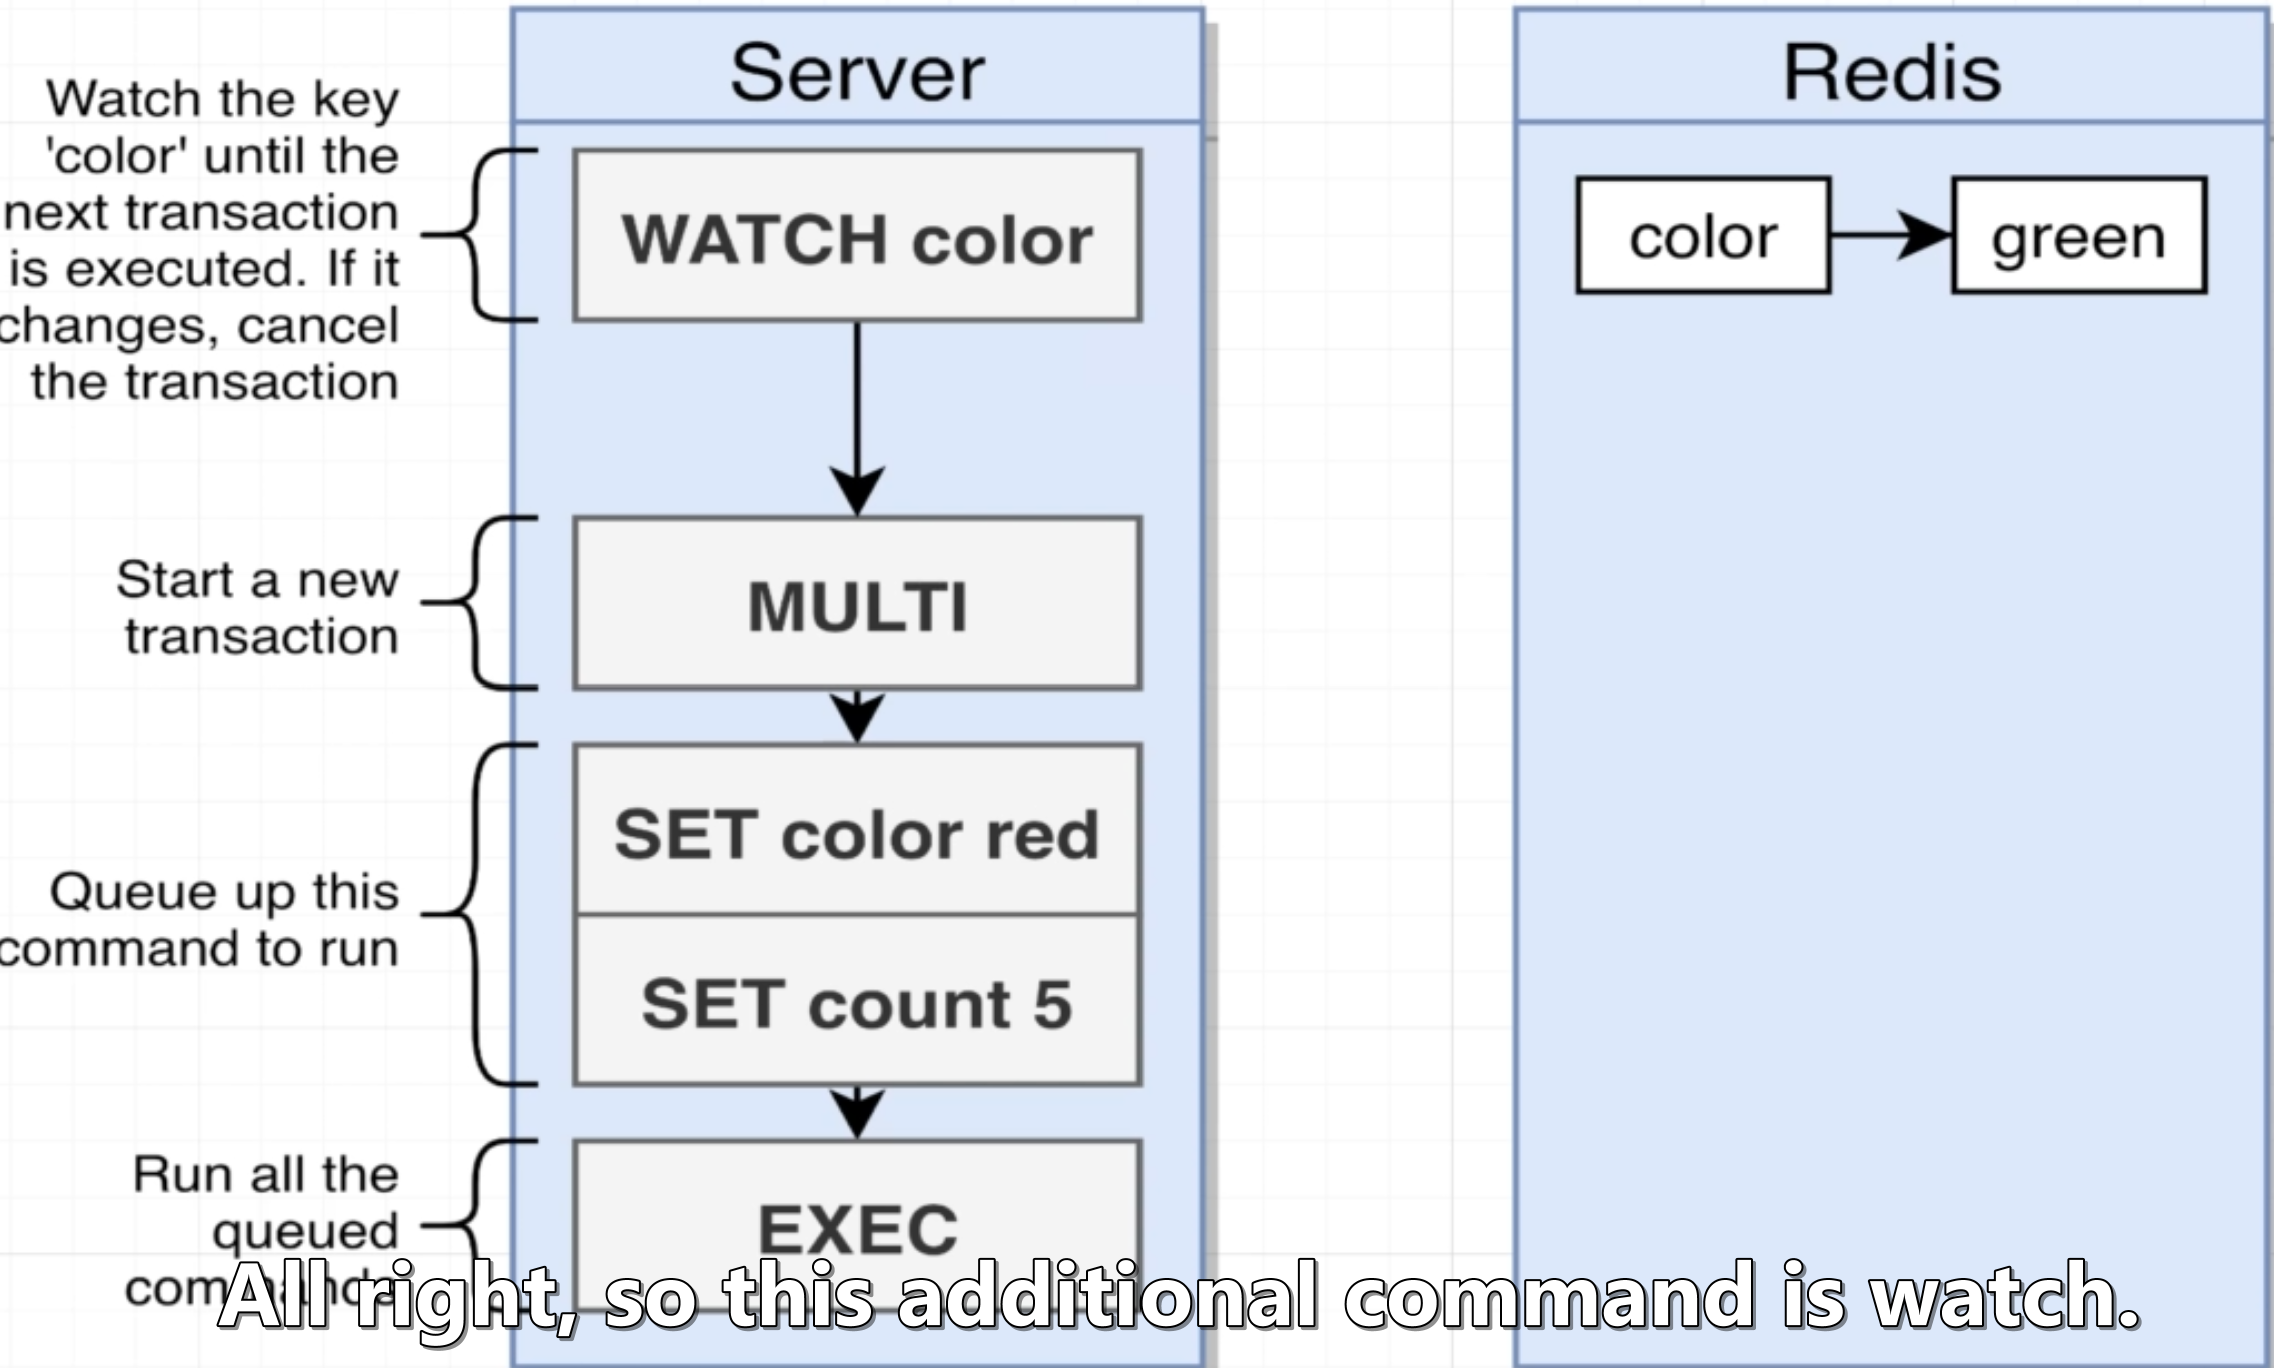 Server
Redis
Watch the key
'color' until the
next transaction
is executed. If it
changes, cancel
the transaction
WATCH color
color
green
Start a new
transaction
MULTI
SET color red
Queue up this
command to run
SET count 5
Run all the
queued
commands
EXEC
All right, so this additional command is watch.